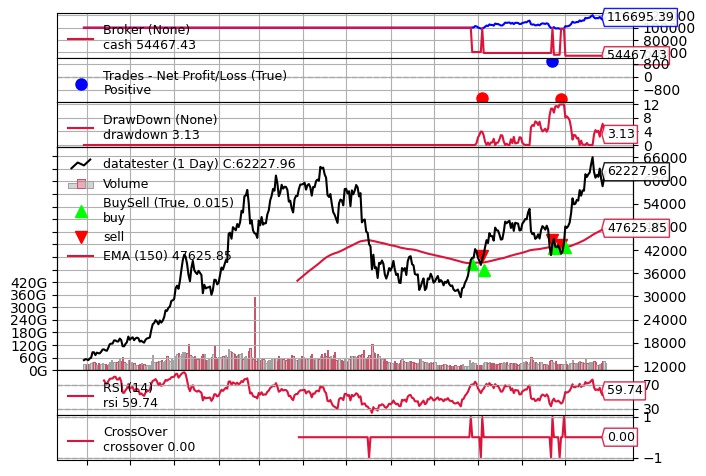 Broker (None)
cash 54467.43
116695.39
100000
80000
54467.43
Trades - Net Profit/Loss (True)
Positive
800
0
−800
DrawDown (None)
drawdown 3.13
12
8
4
0
3.13
datatester (1 Day) C:62227.96
Volume
BuySell (True, 0.015)
buy
sell
EMA (150) 47625.85
66000
62227.96
60000
54000
47625.85
42000
36000
30000
24000
18000
12000
420G
360G
300G
240G
180G
120G
60G
0G
RSI (14)
rsi 59.74
70
59.74
30
CrossOver
crossover 0.00
1
0.00
−1